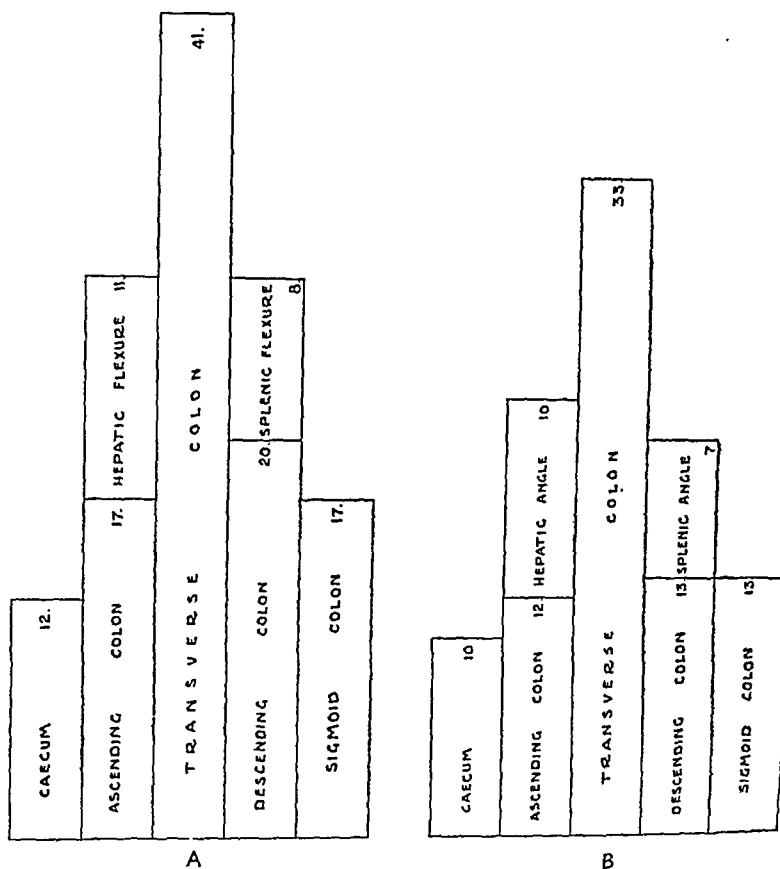 CAECUM 12.
ASCENDING COLON 17. HEPATIC FLEXURE 11.
TRANSVERSE COLON 41.
DESCENDING COLON 20. SPLENIC FLEXURE 8.
SIGMOID COLON 17.
A
CAECUM 10
ASCENDING COLON 12. HEPATIC ANGLE 10
TRANSVERSE COLON 33.
DESCENDING COLON 13. SPLENIC ANGLE 7
SIGMOID COLON 13.
B